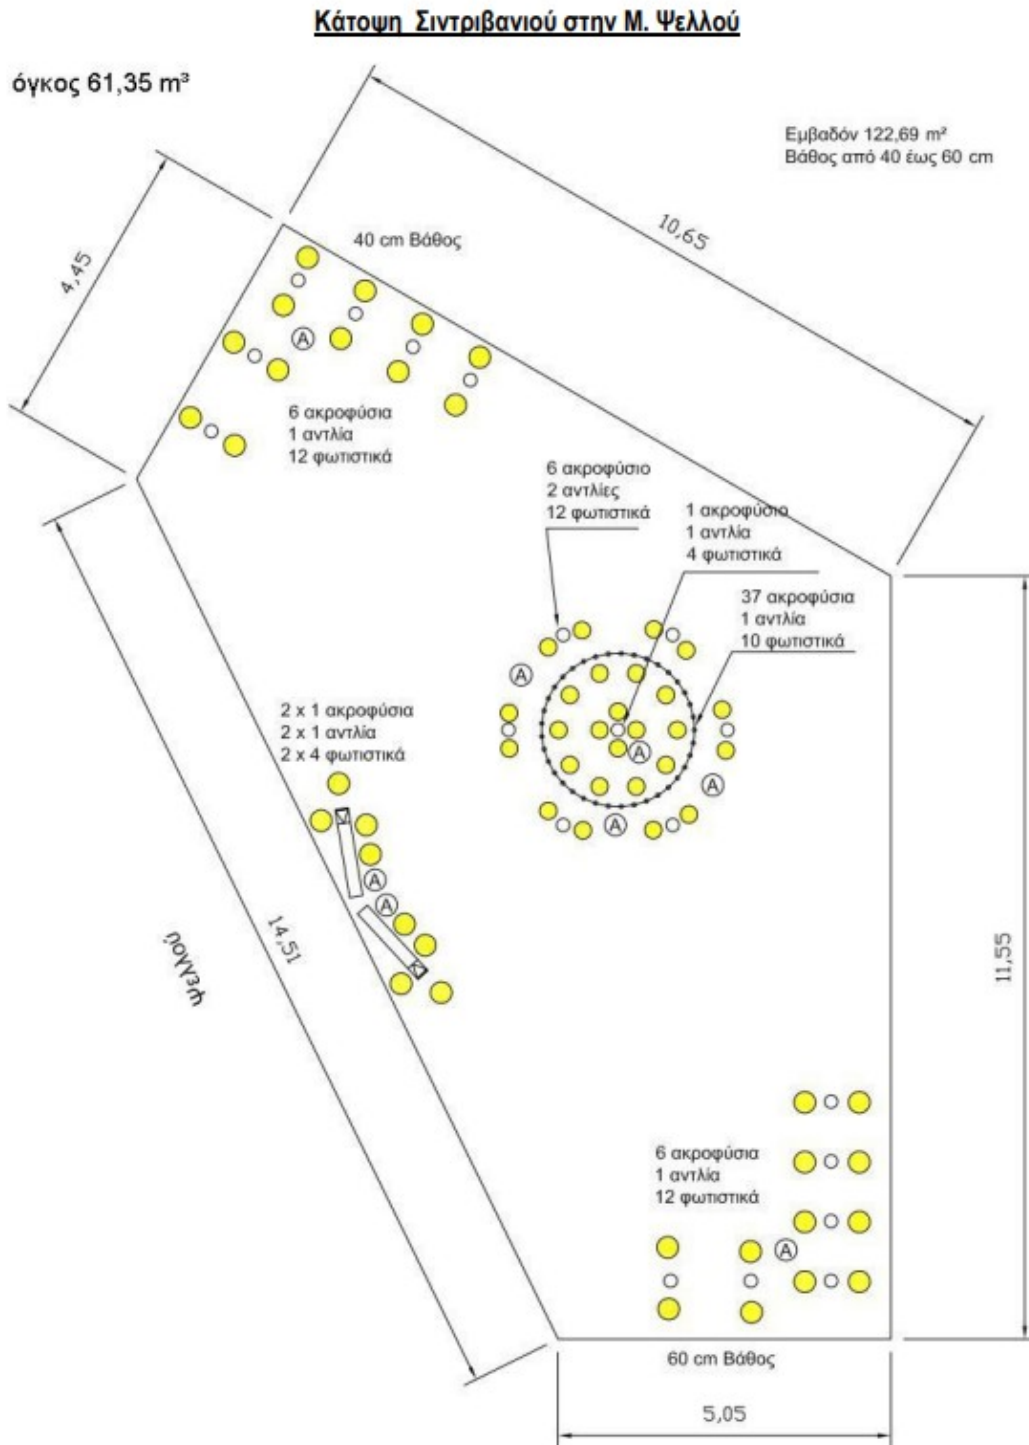 Κάτοψη Σιντριβανιού στην Μ. Ψελλού
όγκος 61,35 m³
Εμβαδόν 122,69 m²
Βάθος από 40 έως 60 cm
10,65
4,45
40 cm Βάθος
A
6 ακροφύσια
1 αντλία
12 φωτιστικά
6 ακροφύσιο
2 αντλίες
12 φωτιστικά
1 ακροφύσιο
1 αντλία
4 φωτιστικά
37 ακροφύσια
1 αντλία
10 φωτιστικά
A
A
A
A
2 x 1 ακροφύσια
2 x 1 αντλία
2 x 4 φωτιστικά
A
A
14,51
Ψελλού
11,55
6 ακροφύσια
1 αντλία
12 φωτιστικά
A
60 cm Βάθος
5,05